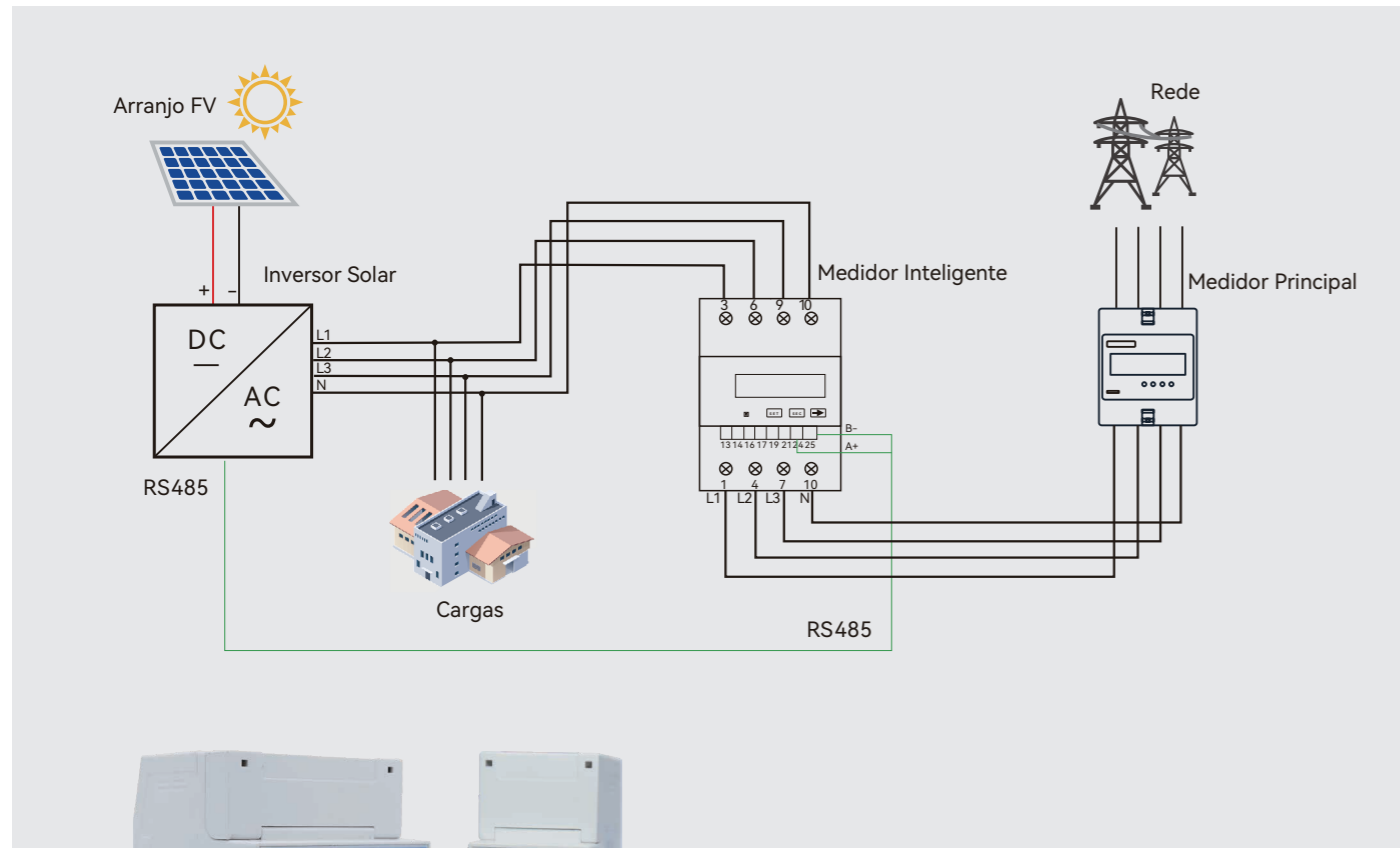 Arranjo FV
Rede
Inversor Solar
Medidor Inteligente
Medidor Principal
+ −
DC
AC
L1
L2
L3
N
3 6 9 10
SET ESC
B-
A+
13 14 16 17 19 21 24 25
1 4 7 10
L1 L2 L3 N
RS485
Cargas
RS485